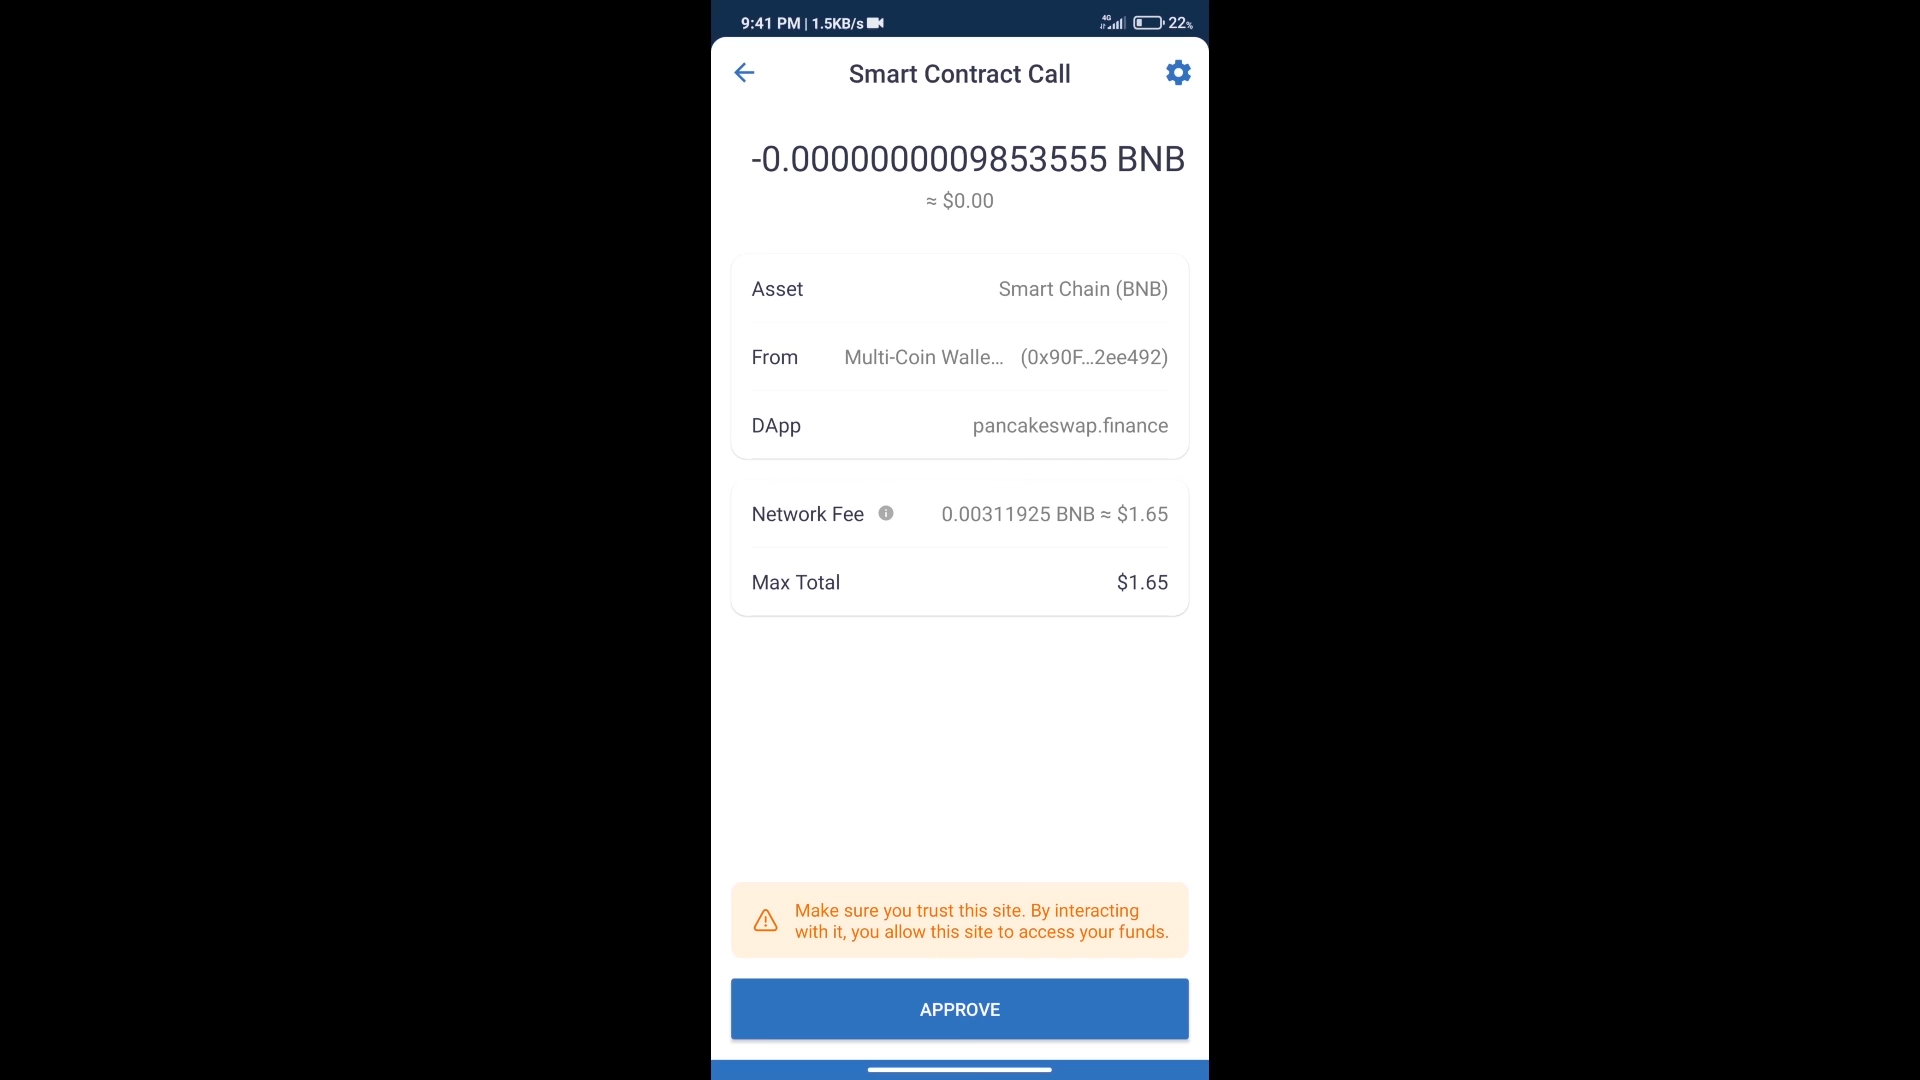 9:41 PM | 1.5KB/s 4G 22%
Smart Contract Call
-0.0000000009853555 BNB
≈ $0.00
Asset Smart Chain (BNB)
From Multi-Coin Walle... (0x90F...2ee492)
DApp pancakeswap.finance
Network Fee 0.00311925 BNB ≈ $1.65
Max Total $1.65
Make sure you trust this site. By interacting
with it, you allow this site to access your funds.
APPROVE